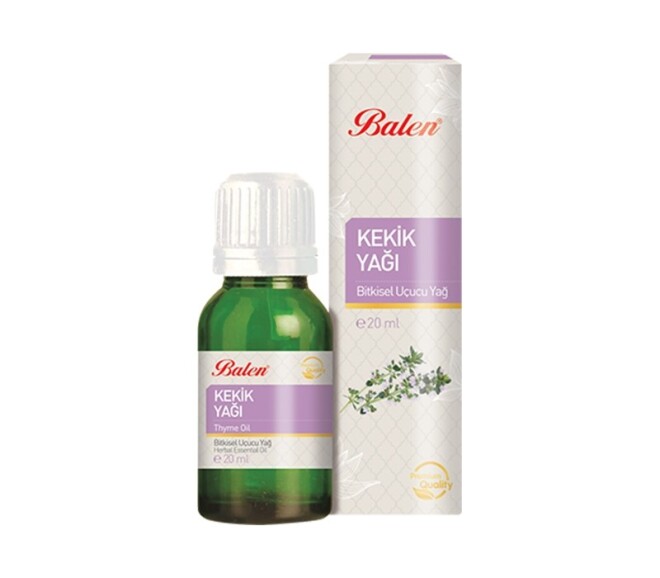 Balen®
KEKİK
YAĞI
Bitkisel Uçucu Yağ
℮20 ml
Premium
Quality
Balen®
KEKİK
YAĞI
Thyme Oil
Bitkisel Uçucu Yağ
Herbal Essential Oil
℮20 ml